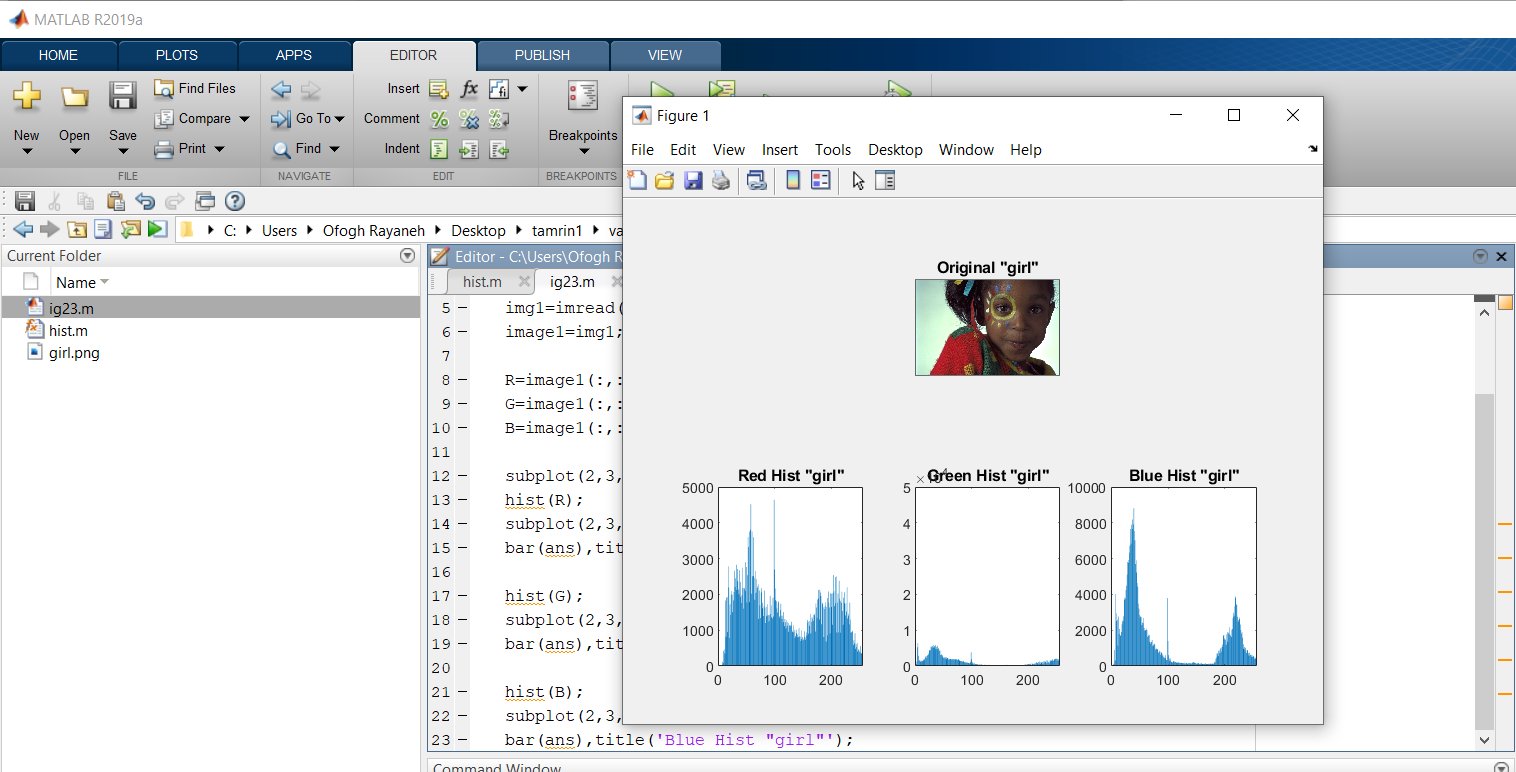 MATLAB R2019a
HOME PLOTS APPS EDITOR PUBLISH VIEW
New Open Save Find Files Compare Print
FILE
Go To Find
NAVIGATE
Insert fx fi
Comment
Indent
EDIT
Breakpoints
BREAKPOINTS
C: Users Ofogh Rayaneh Desktop tamrin1 va
Current Folder
Name
ig23.m
hist.m
girl.png
Editor - C:\Users\Ofogh R
hist.m ig23.m
5 img1=imread(
6 image1=img1;
7
8 R=image1(:,:
9 G=image1(:,:
10 B=image1(:,:
11
12 subplot(2,3,
13 hist(R);
14 subplot(2,3,
15 bar(ans),tit
16
17 hist(G);
18 subplot(2,3,
19 bar(ans),tit
20
21 hist(B);
22 subplot(2,3,
23 bar(ans),title('Blue Hist "girl"');
Command Window
Figure 1
File Edit View Insert Tools Desktop Window Help
Original "girl"
Red Hist "girl"
5000
4000
3000
2000
1000
0
0 100 200
Green Hist "girl"
5
4
3
2
1
0
0 100 200
Blue Hist "girl"
10000
8000
6000
4000
2000
0
0 100 200